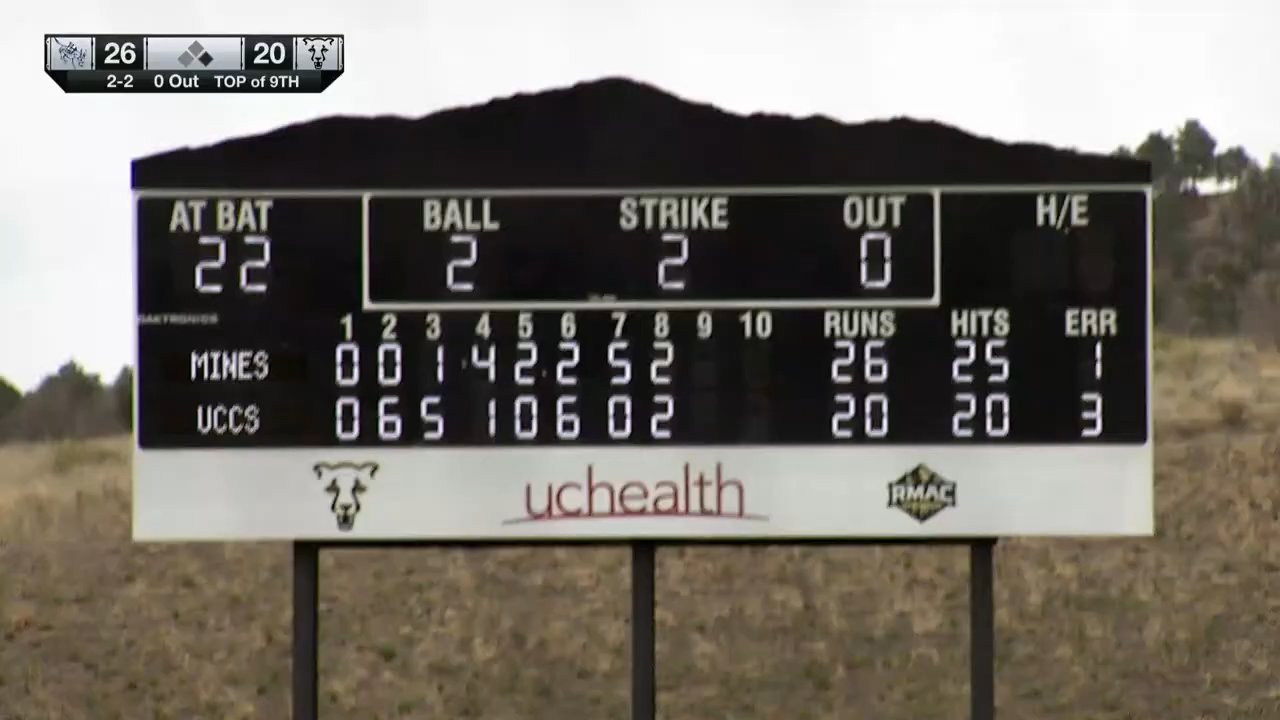 26 20
2-2 0 Out TOP of 9TH
AT BAT BALL STRIKE OUT H/E
22 2 2 0
DAKTRONICS 1 2 3 4 5 6 7 8 9 10 RUNS HITS ERR
MINES 0 0 1 4 2 2 5 2 26 25 1
UCCS 0 6 5 1 0 6 0 2 20 20 3
uchealth RMAC